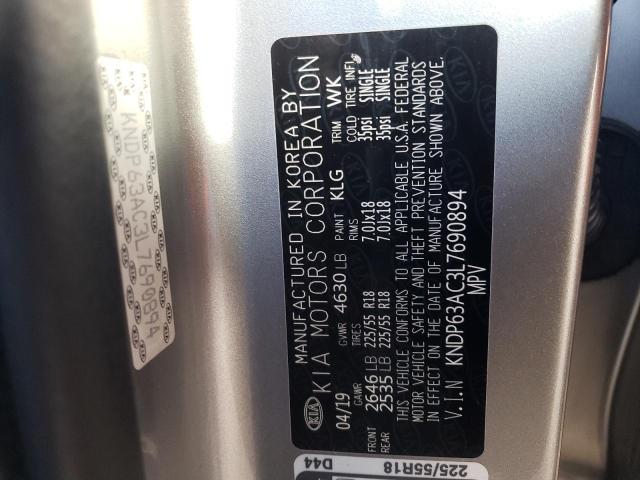 KNDP63AC3L7690894
KIA
MANUFACTURED IN KOREA BY
KIA MOTORS CORPORATION
04/19 GVWR 4630 LB PAINT KLG TRIM WK
GAWR TIRES RIMS COLD TIRE INFL
FRONT 2646 LB 225/55 R18 7.0Jx18 35psi SINGLE
REAR 2535 LB 225/55 R18 7.0Jx18 35psi SINGLE
THIS VEHICLE CONFORMS TO ALL APPLICABLE U.S.A. FEDERAL
MOTOR VEHICLE SAFETY AND THEFT PREVENTION STANDARDS
IN EFFECT ON THE DATE OF MANUFACTURE SHOWN ABOVE.
V.I.N KNDP63AC3L7690894
MPV
225/55R18
D44